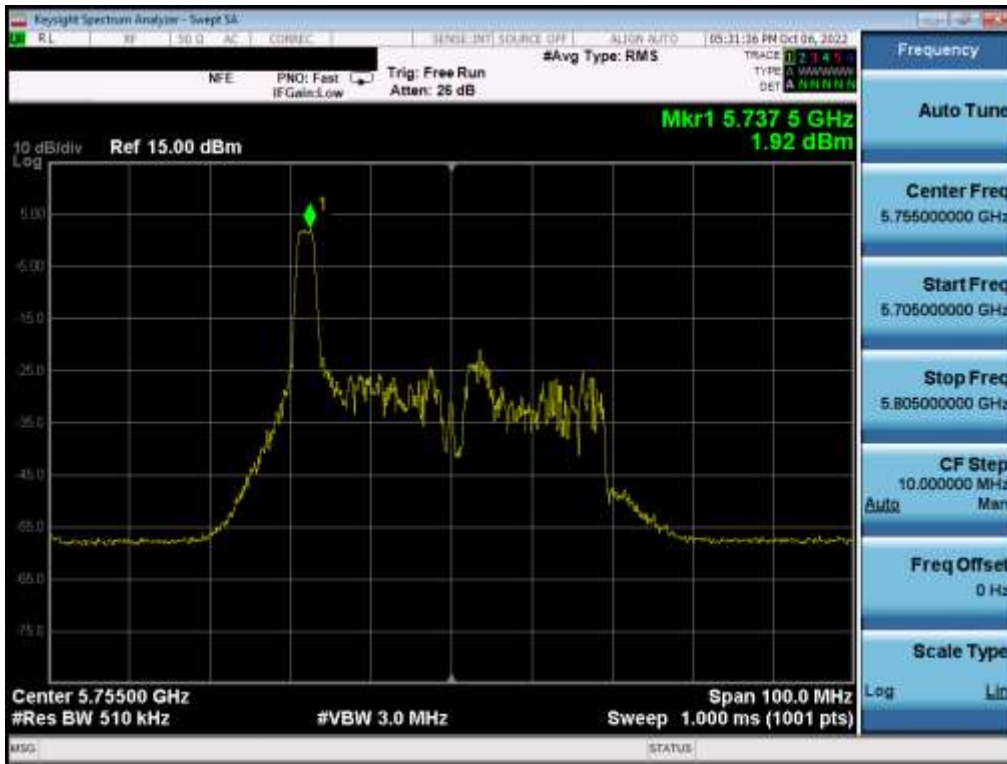 Keysight Spectrum Analyzer - Swept SA
RL RF 50 Ω AC CORREC SENSE:INT SOURCE OFF ALIGN AUTO 05:31:36 PM Oct 06, 2022
#Avg Type: RMS
TRACE 1 2 3 4 5 6
TYPE A WWWWW
DET A N N N N N
NFE
PNO: Fast
IFGain:Low
Trig: Free Run
Atten: 26 dB
Mkr1 5.737 5 GHz
1.92 dBm
10 dB/div
Log
Ref 15.00 dBm
1
5.00
-5.00
-15.0
-25.0
-35.0
-45.0
-55.0
-65.0
-75.0
Center 5.75500 GHz
Span 100.0 MHz
#Res BW 510 kHz
#VBW 3.0 MHz
Sweep 1.000 ms (1001 pts)
MSG
STATUS
Frequency
Auto Tune
Center Freq
5.755000000 GHz
Start Freq
5.705000000 GHz
Stop Freq
5.805000000 GHz
CF Step
10.000000 MHz
Auto Man
Freq Offset
0 Hz
Scale Type
Log Lin